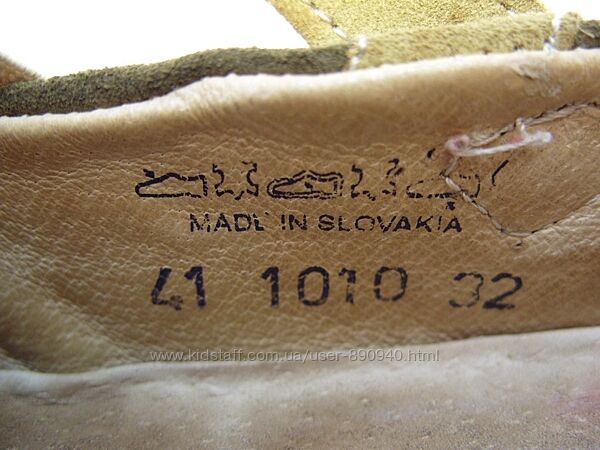 MADE IN SLOVAKIA
41 1010 32
www.kidstaff.com.ua/user-890940.html